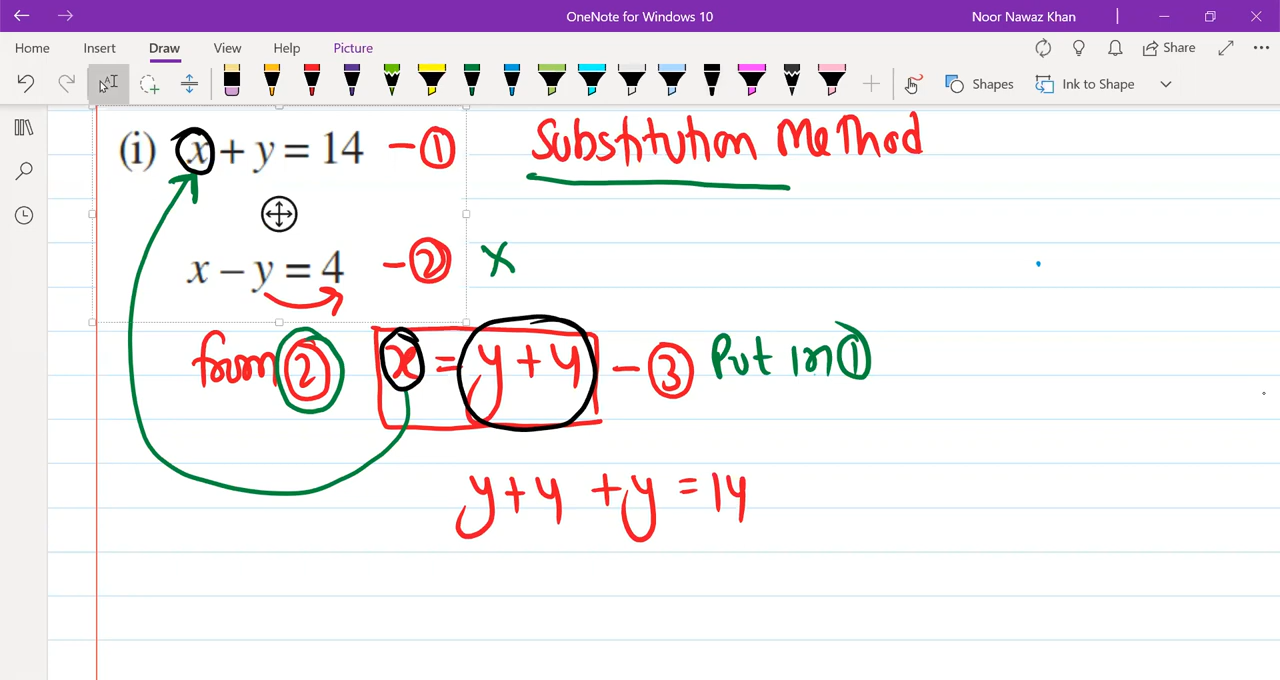 OneNote for Windows 10
Noor Nawaz Khan
Home Insert Draw View Help Picture
Share
Shapes
Ink to Shape
(i) x + y = 14 - ① Substitution Method
x − y = 4 - ② x
from ② x = y + 4 - ③ Put in ①
y + 4 + y = 14